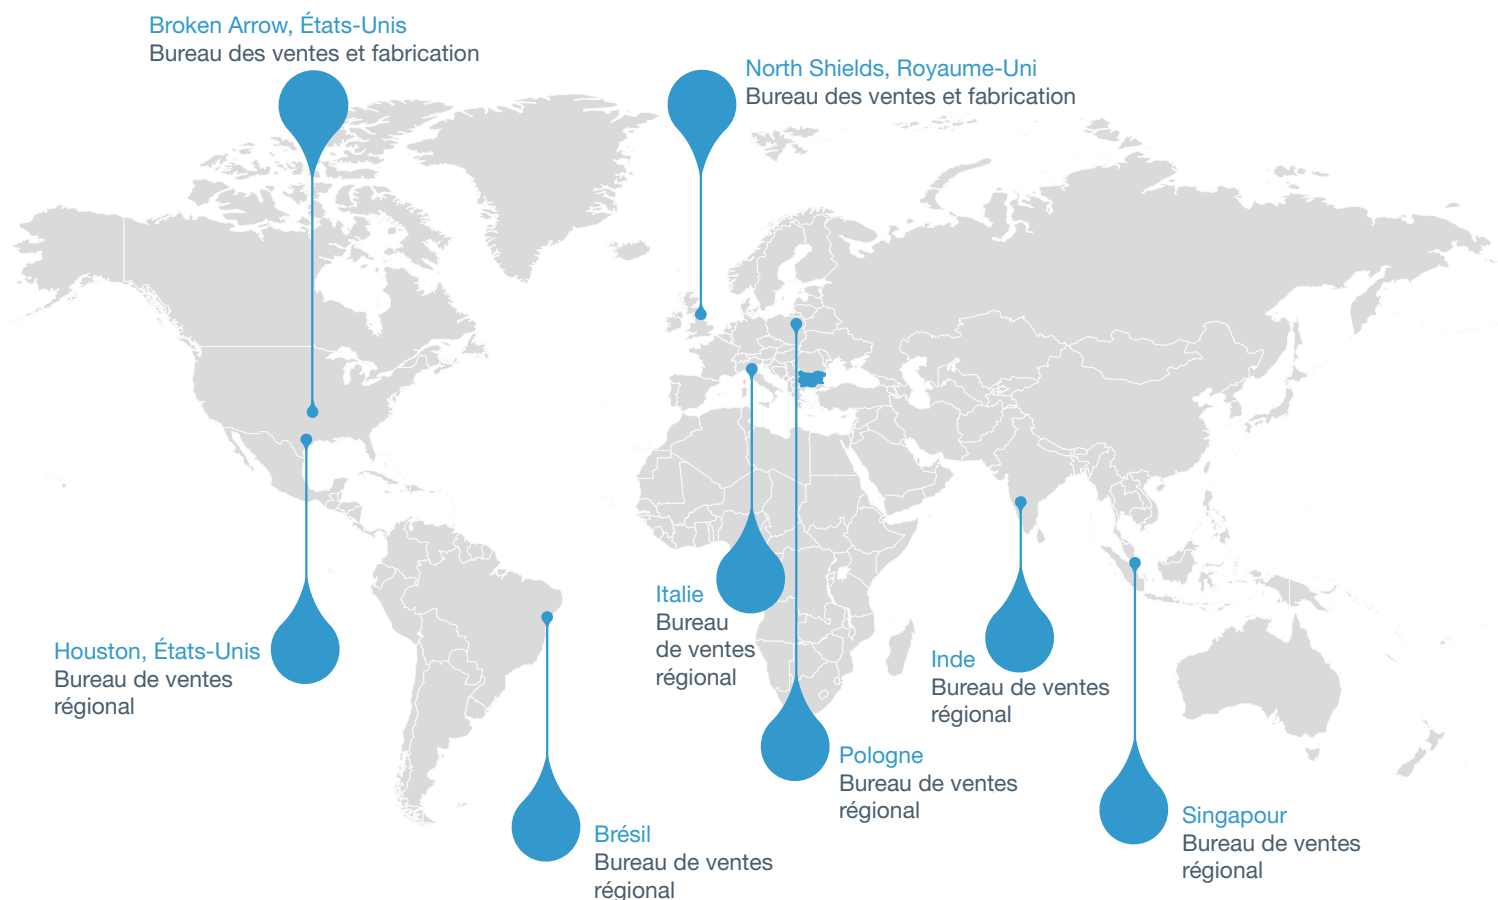 Broken Arrow, États-Unis
Bureau des ventes et fabrication
North Shields, Royaume-Uni
Bureau des ventes et fabrication
Italie
Bureau
de ventes
régional
Houston, États-Unis
Bureau de ventes
régional
Inde
Bureau de ventes
régional
Pologne
Bureau de ventes
régional
Singapour
Bureau de ventes
régional
Brésil
Bureau de ventes
régional